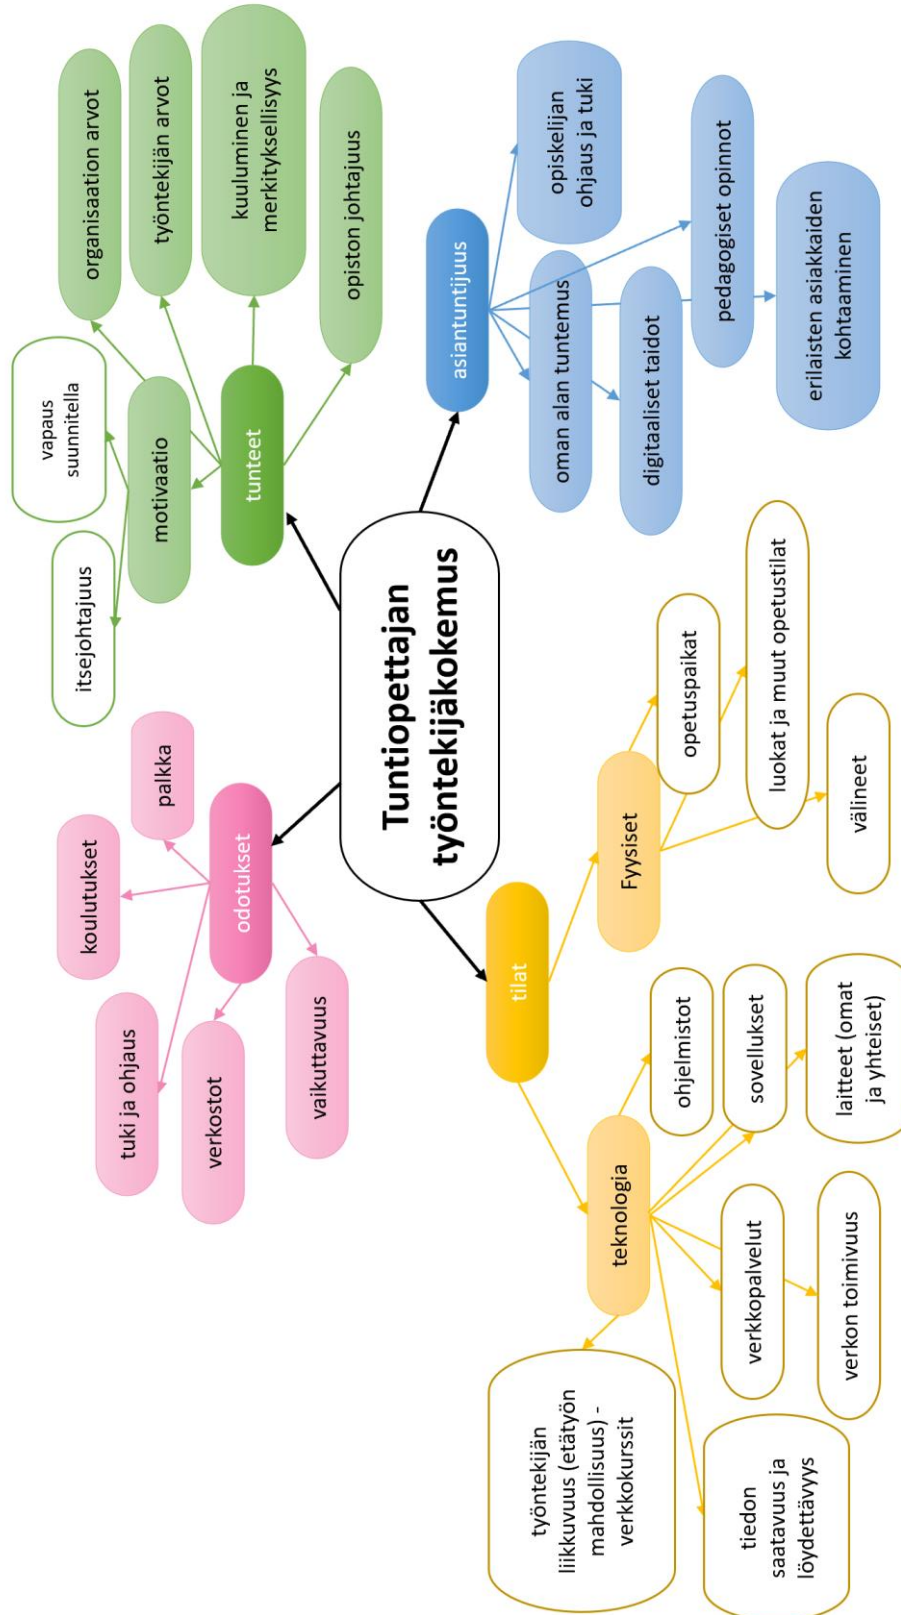 tuki ja ohjaus
koulutukset
palkka
verkostot
odotukset
vaikuttavuus
itsejohtajuus
vapaus
suunnitella
organisaation arvot
motivaatio
työntekijän arvot
tunteet
kuuluminen ja
merkityksellisyys
opiston johtajuus
Tuntiopettajan
työntekijäkokemus
tilat
teknologia
Fyysiset
työntekijän
liikkuvuus (etätyön
mahdollisuus) -
verkkokurssit
ohjelmistot
opetuspaikat
tiedon
saatavuus ja
löydettävyys
verkkopalvelut
sovellukset
luokat ja muut opetustilat
verkon toimivuus
laitteet (omat
ja yhteiset)
välineet
asiantuntijuus
oman alan tuntemus
opiskelijan
ohjaus ja tuki
digitaaliset taidot
pedagogiset opinnot
erilaisten asiakkaiden
kohtaaminen